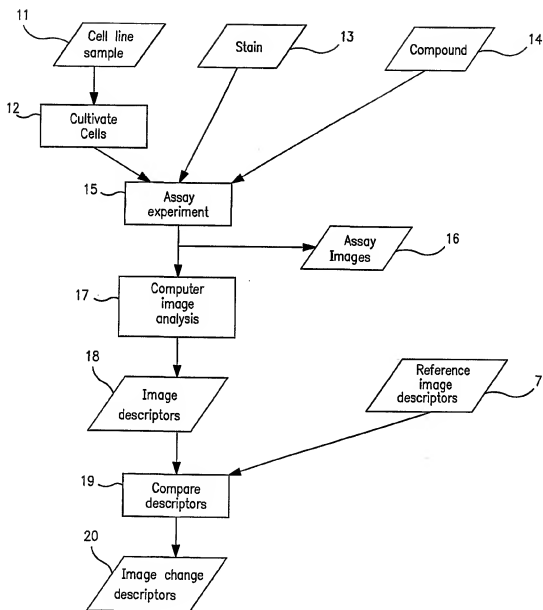 11
Cell line
sample
Stain
13
Compound
14
12
Cultivate
Cells
15
Assay
experiment
Assay
Images
16
17
Computer
image
analysis
18
Image
descriptors
Reference
image
descriptors
7
19
Compare
descriptors
20
Image change
descriptors